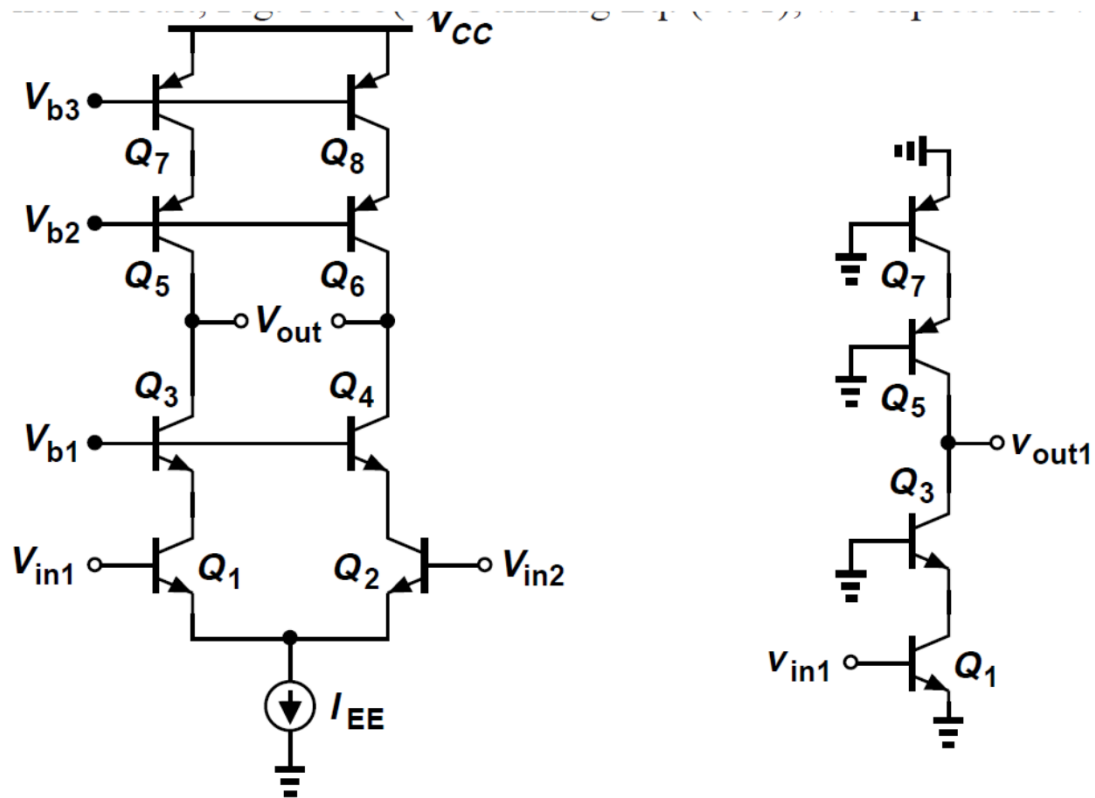 V_CC
V_b3
Q_7 Q_8
V_b2
Q_5 Q_6
V_out
Q_3 Q_4
V_b1
V_in1 Q_1 Q_2 V_in2
I_EE
Q_7
Q_5
v_out1
Q_3
v_in1 Q_1